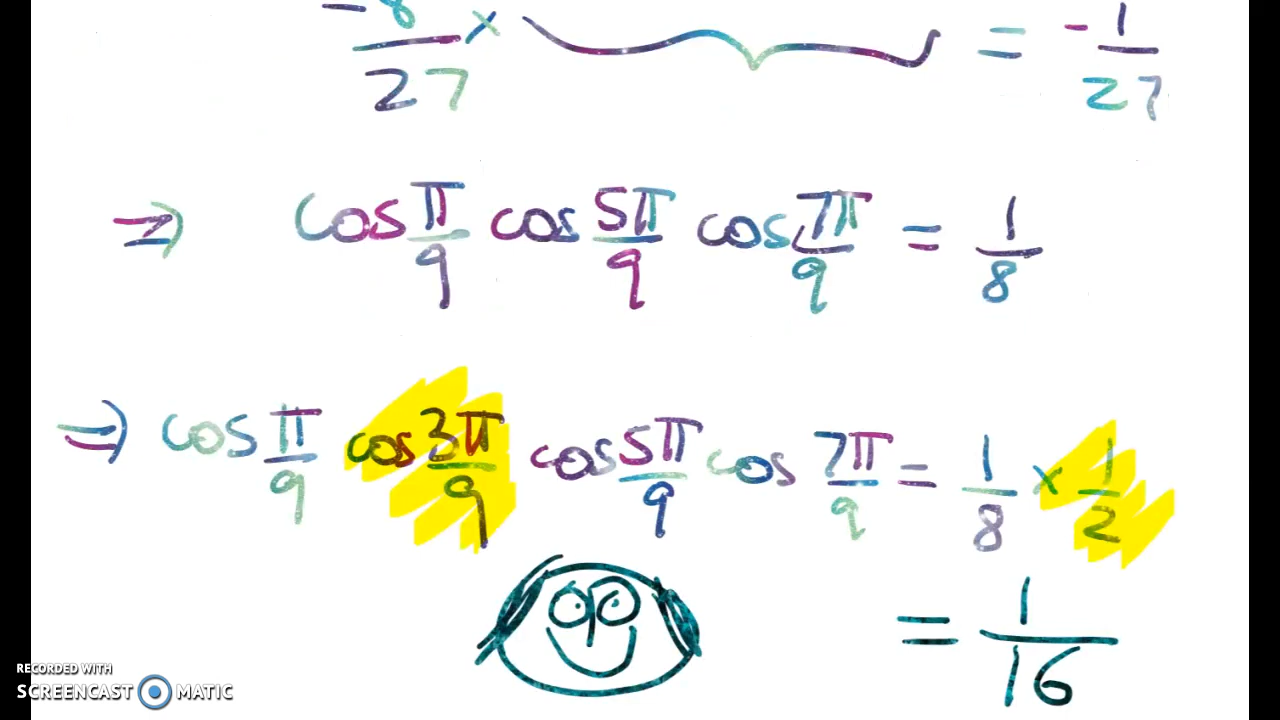 -8/27 × = -1/27
⇒ cos π/9 cos 5π/9 cos 7π/9 = 1/8
⇒ cos π/9 cos 3π/9 cos 5π/9 cos 7π/9 = 1/8 × 1/2
= 1/16
RECORDED WITH
SCREENCAST MATIC